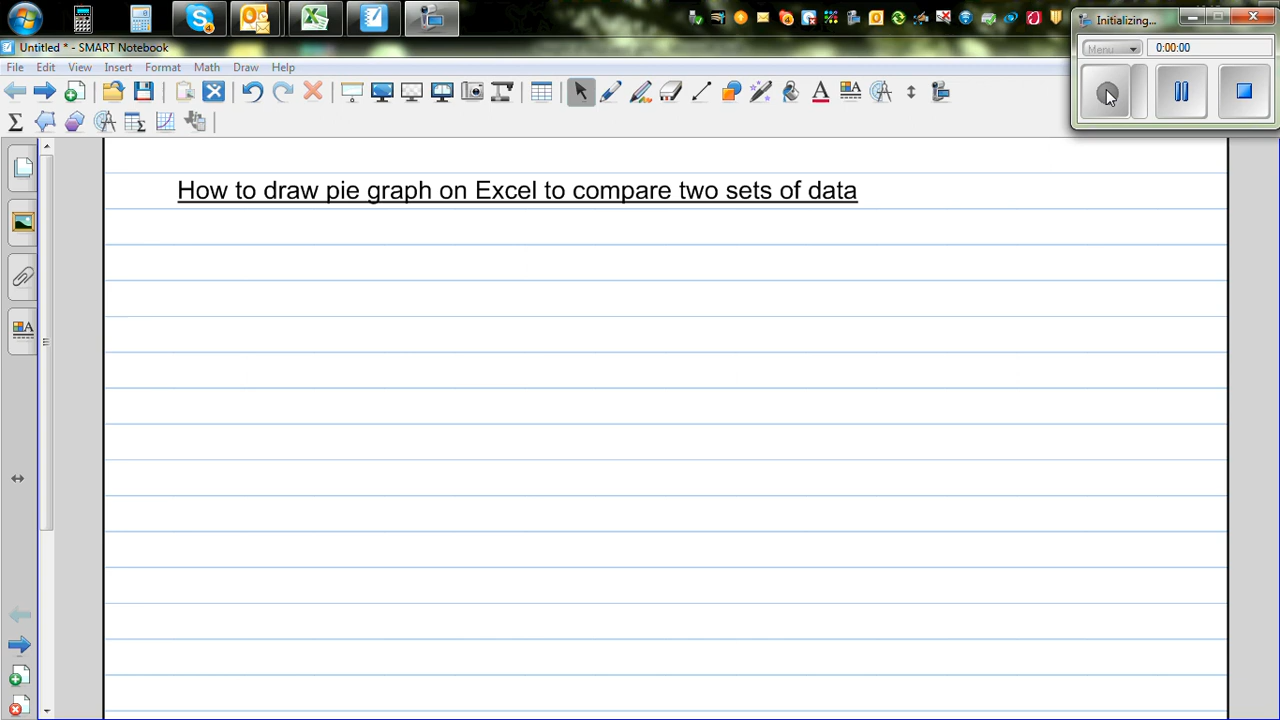 Initializing...
Untitled * - SMART Notebook
Menu
0:00:00
File Edit View Insert Format Math Draw Help
How to draw pie graph on Excel to compare two sets of data